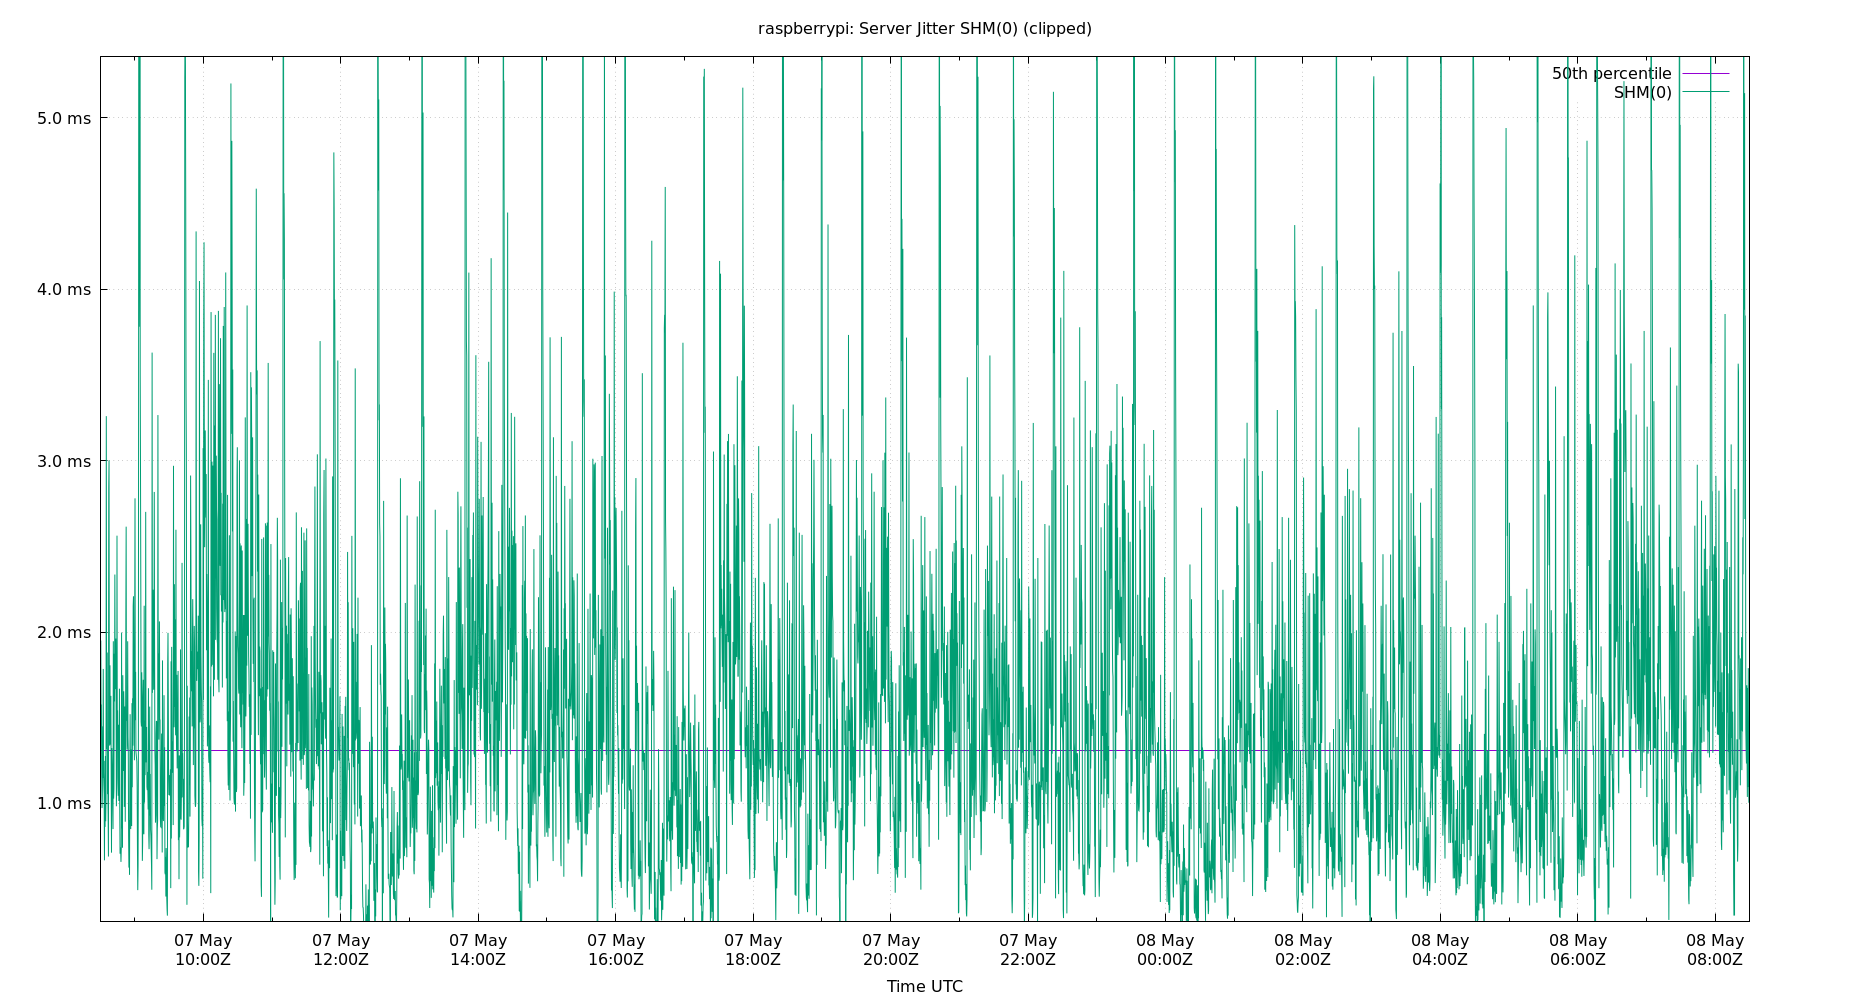 raspberrypi: Server Jitter SHM(0) (clipped)
50th percentile
SHM(0)
5.0 ms
4.0 ms
3.0 ms
2.0 ms
1.0 ms
07 May 07 May 07 May 07 May 07 May 07 May 07 May 08 May 08 May 08 May 08 May 08 May
10:00Z 12:00Z 14:00Z 16:00Z 18:00Z 20:00Z 22:00Z 00:00Z 02:00Z 04:00Z 06:00Z 08:00Z
Time UTC